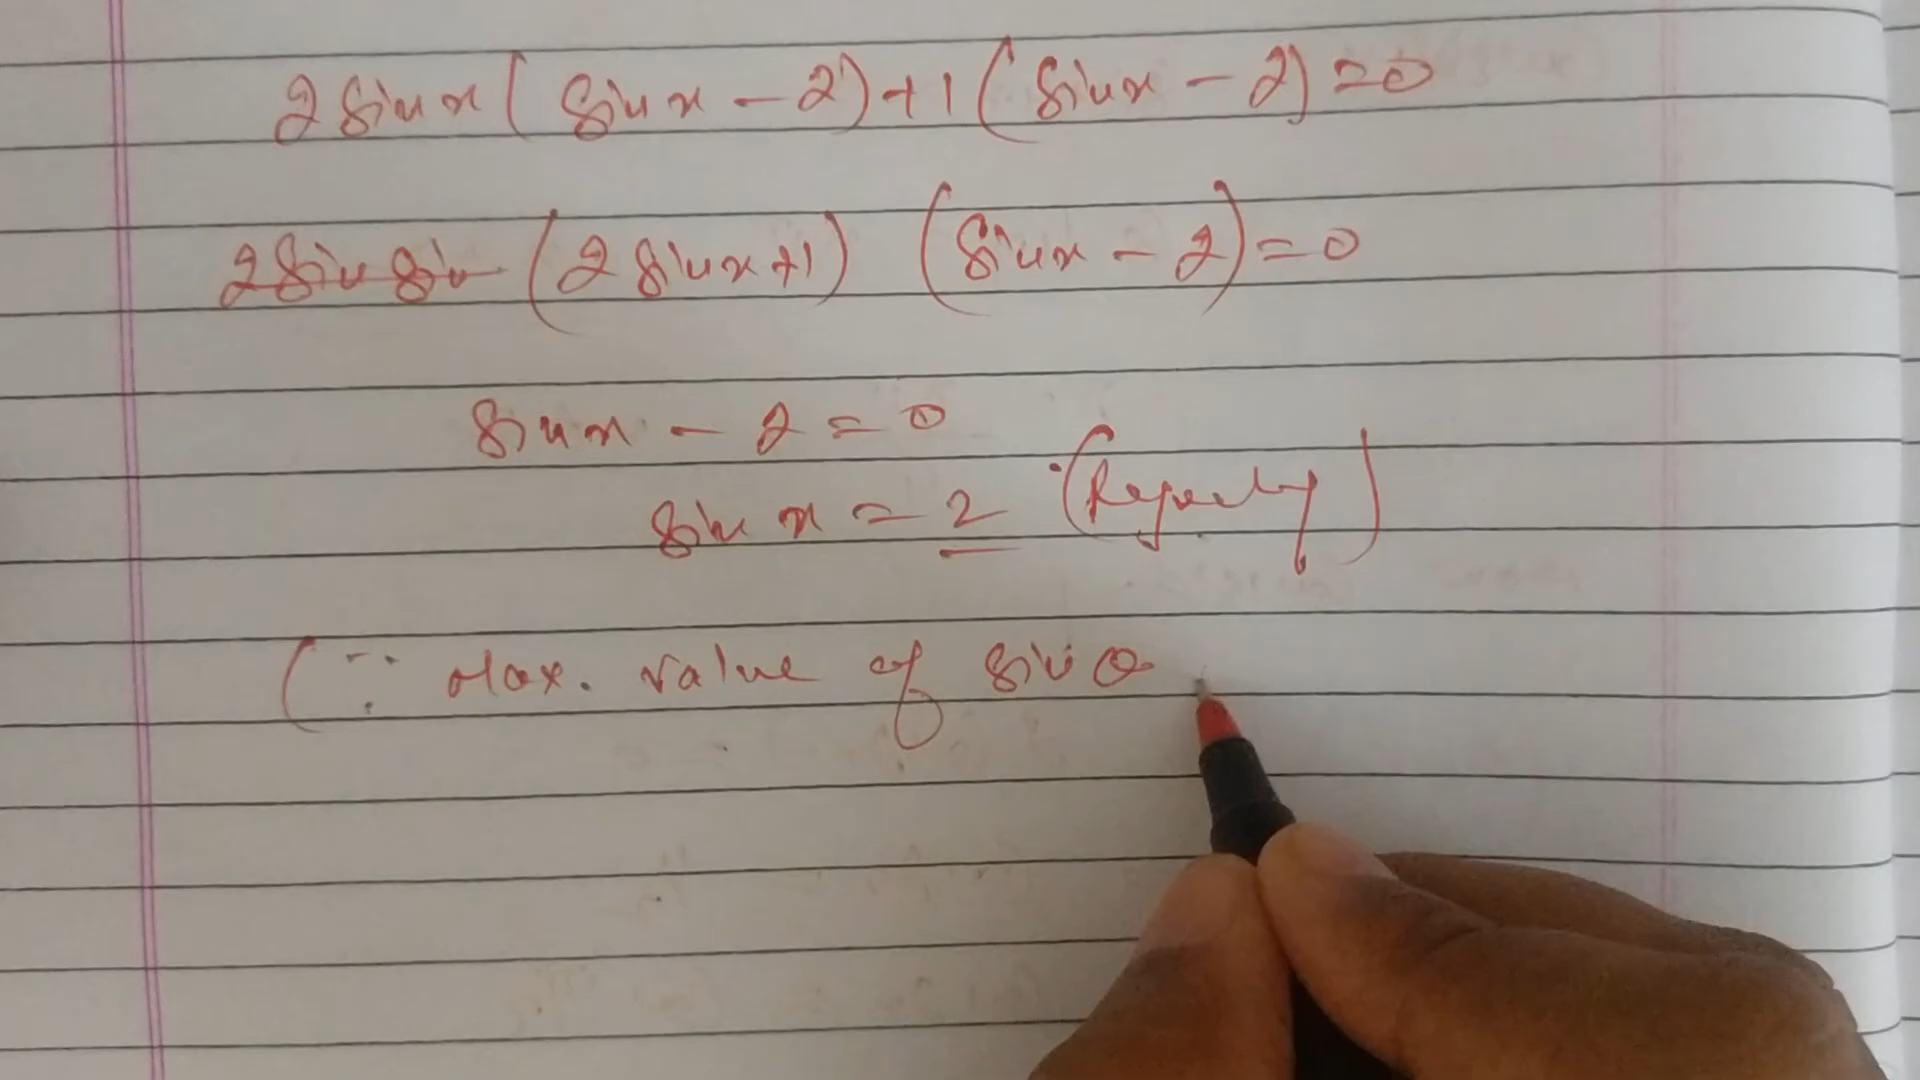 2 sin x ( sin x - 2) + 1 ( sin x - 2) = 0
2 sin sin (2 sin x + 1) (sin x - 2) = 0
sin x - 2 = 0
sin x = 2
(∵ Max. value of sin θ